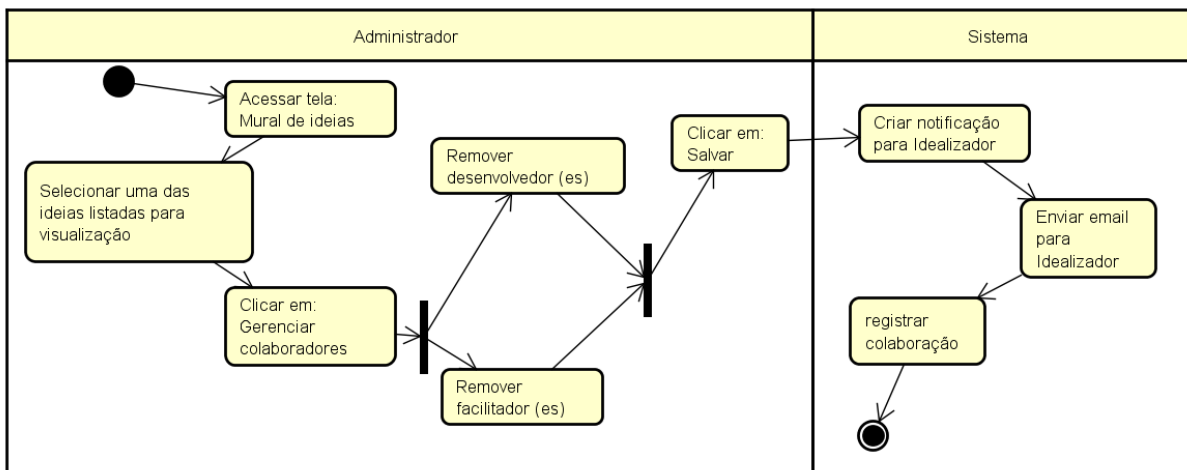 Administrador
Sistema
Acessar tela:
Mural de ideias
Selecionar uma das
ideias listadas para
visualização
Clicar em:
Gerenciar
colaboradores
Remover
desenvolvedor (es)
Remover
facilitador (es)
Clicar em:
Salvar
Criar notificação
para Idealizador
Enviar email
para
Idealizador
registrar
colaboração